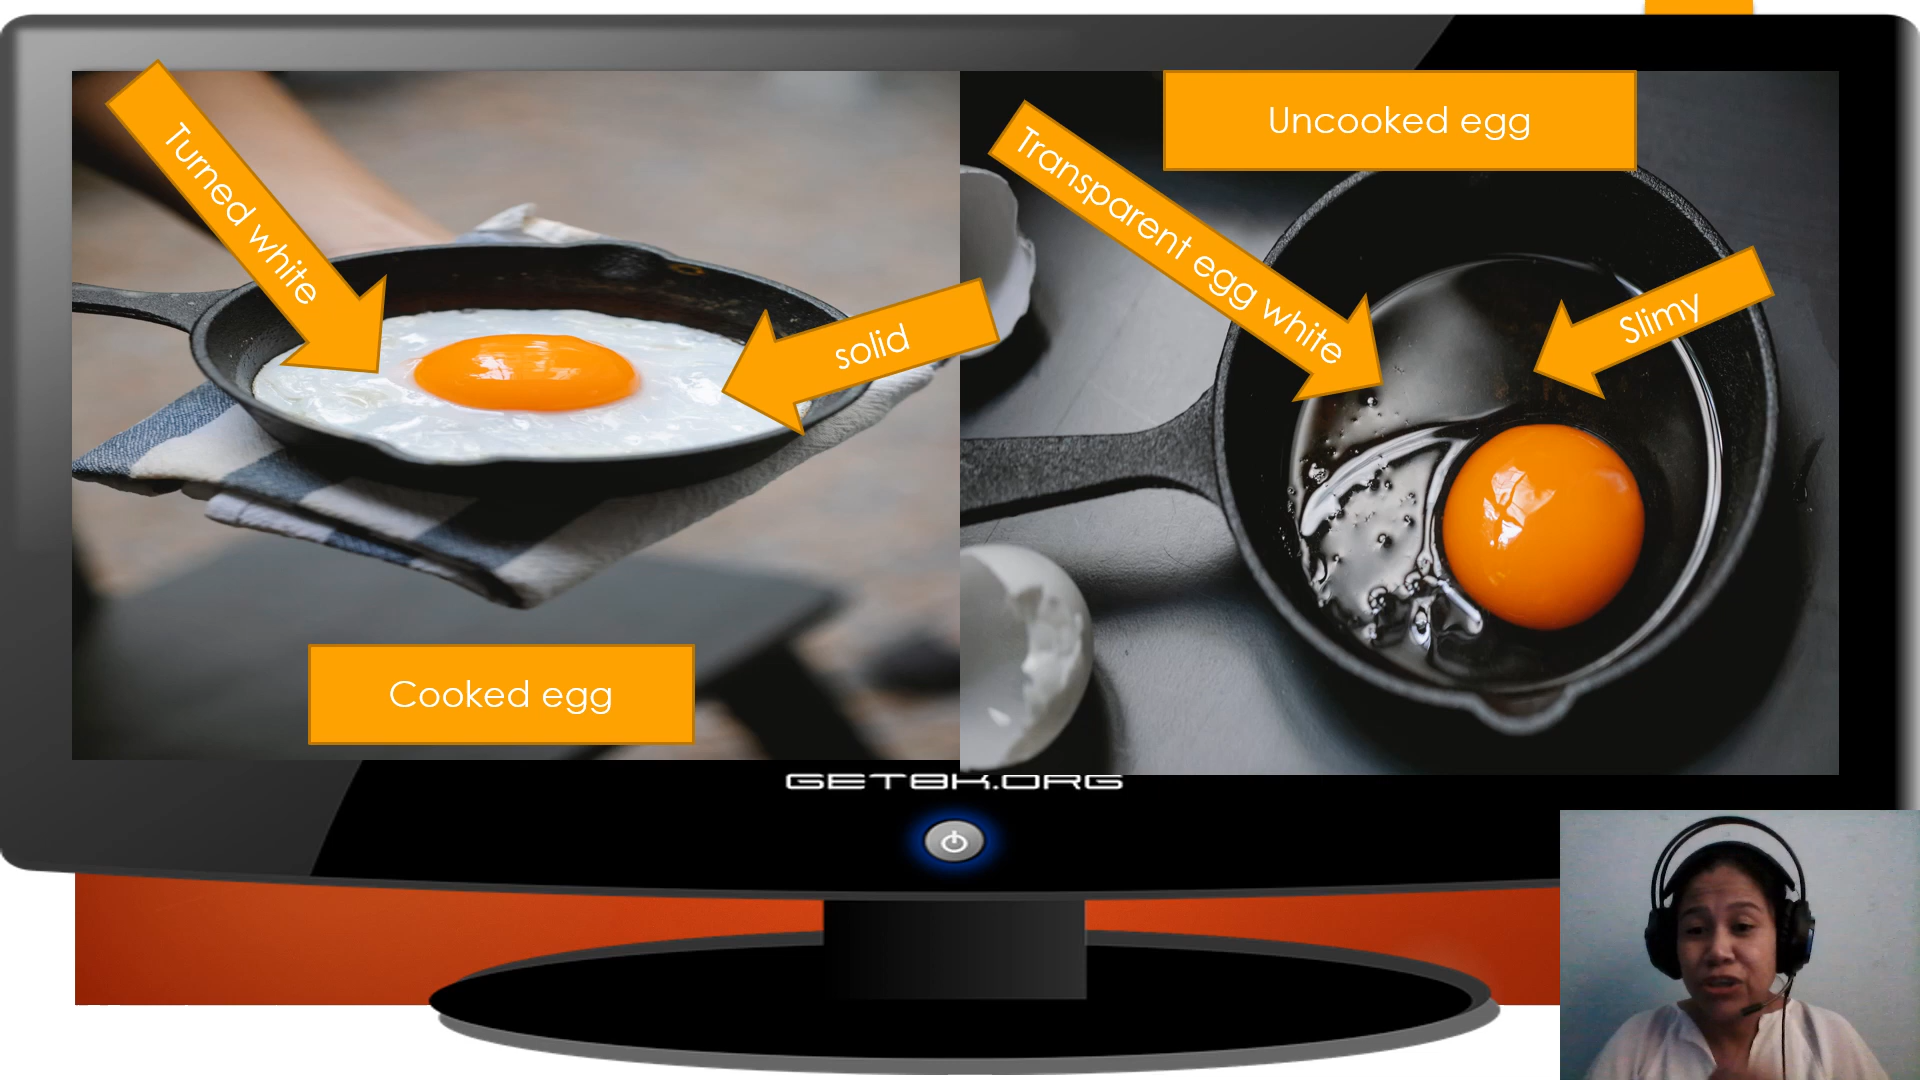 Turned white
solid
Cooked egg
Uncooked egg
Transparent egg white
Slimy
GET8K.ORG